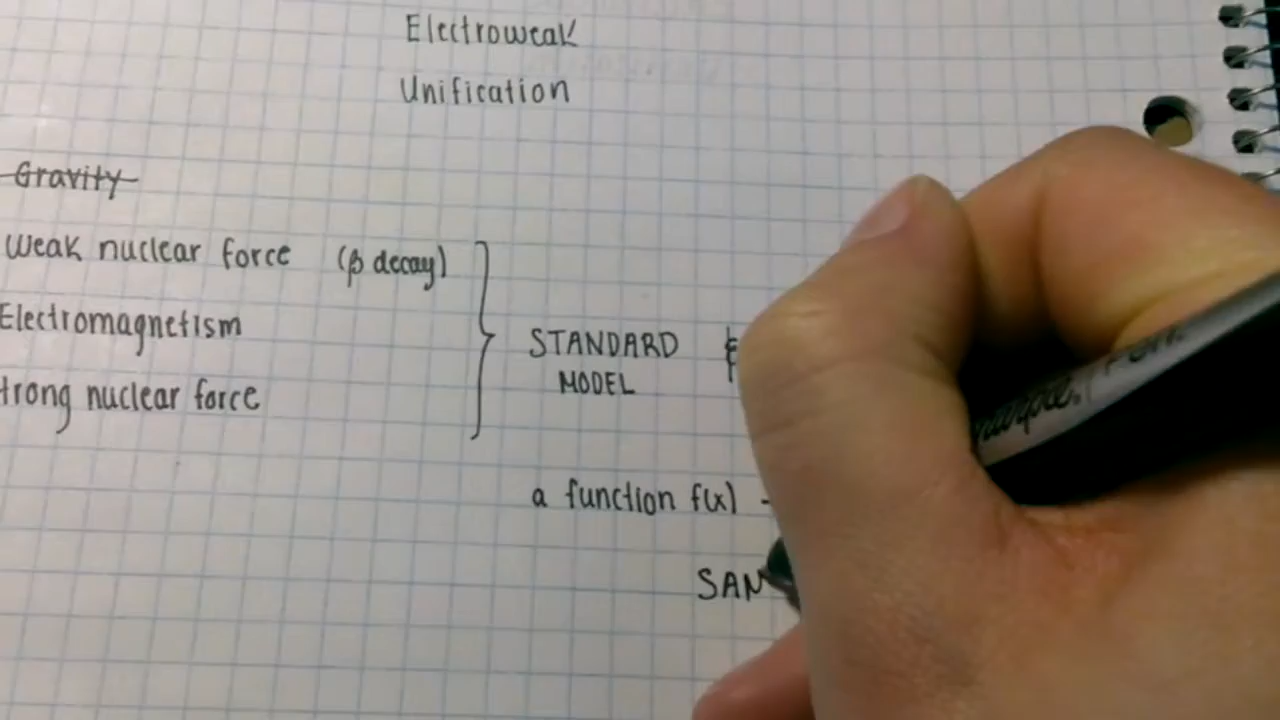 Electroweak
Unification
Gravity
Weak nuclear force (β decay)
Electromagnetism
trong nuclear force
STANDARD
MODEL
a function f(x) -
SAN